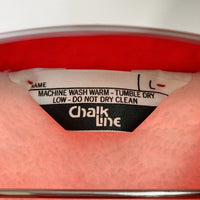 NAME
MACHINE WASH WARM - TUMBLE DRY
LOW - DO NOT DRY CLEAN
Chalk
Line